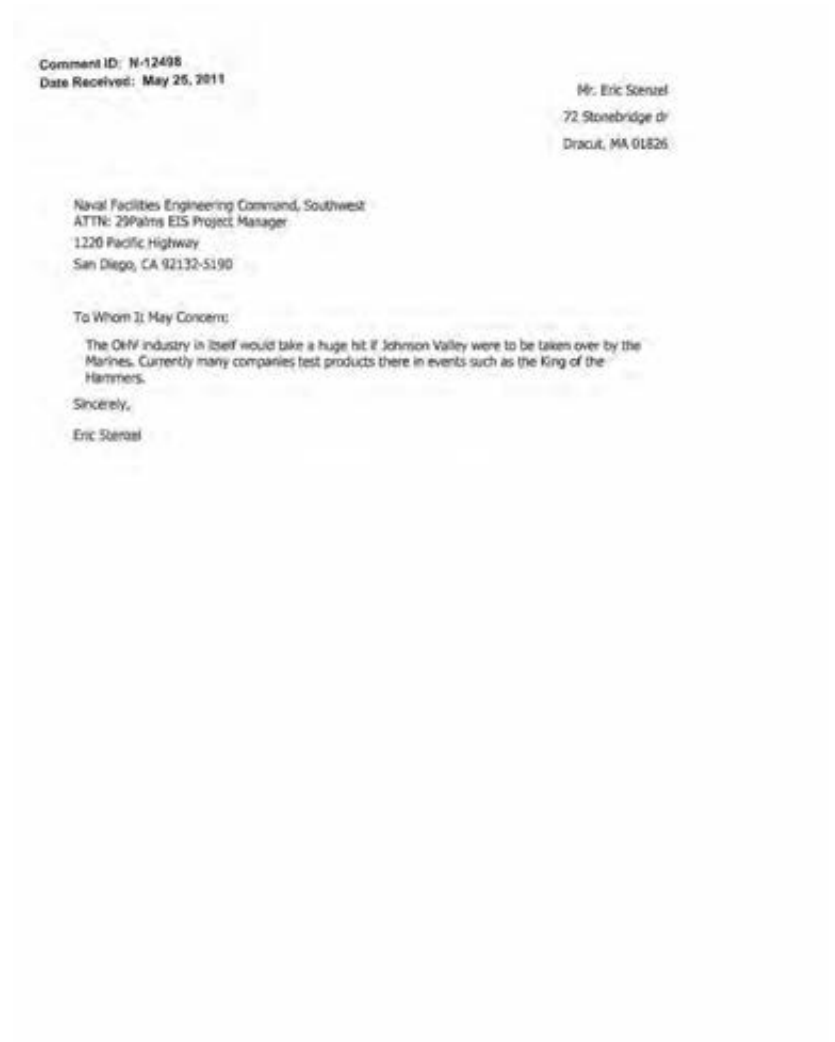 Comment ID: N-12498
Date Received: May 25, 2011
Mr. Eric Stenzel
72 Stonebridge dr
Dracut, MA 01826
Naval Facilities Engineering Command, Southwest
ATTN: 29Palms EIS Project Manager
1220 Pacific Highway
San Diego, CA 92132-5190
To Whom It May Concern:
The OHV industry in itself would take a huge hit if Johnson Valley were to be taken over by the
Marines. Currently many companies test products there in events such as the King of the
Hammers.
Sincerely,
Eric Stenzel